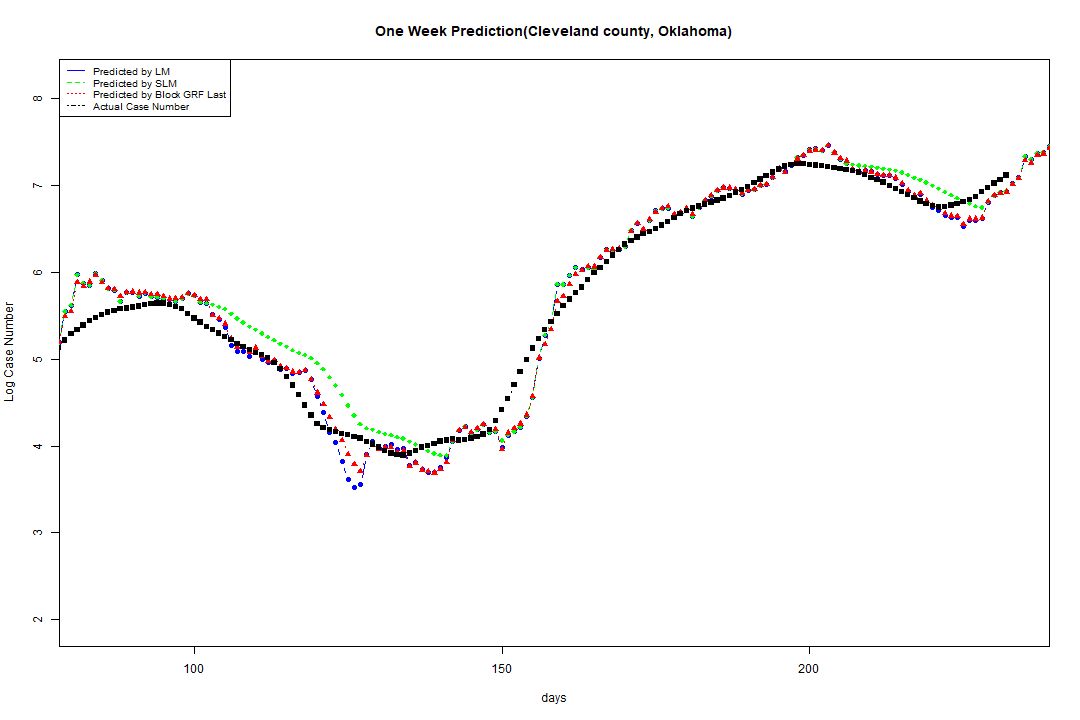 One Week Prediction(Cleveland county, Oklahoma)
Predicted by LM
Predicted by SLM
Predicted by Block GRF Last
Actual Case Number
8
7
6
5
4
3
2
Log Case Number
100 150 200
days